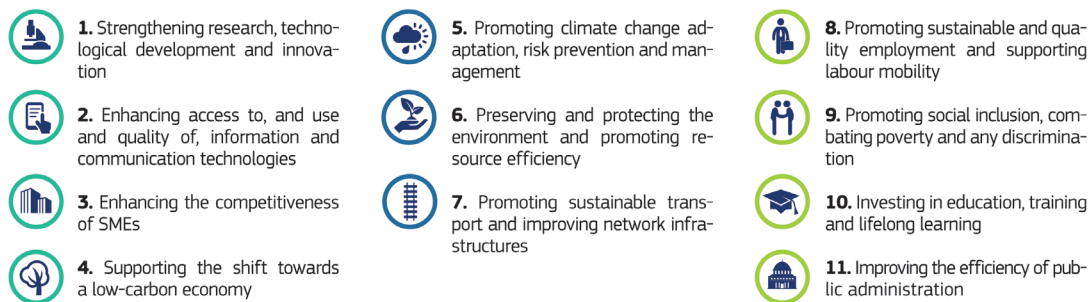 1. Strengthening research, techno-
logical development and innova-
tion
2. Enhancing access to, and use
and quality of, information and
communication technologies
3. Enhancing the competitiveness
of SMEs
4. Supporting the shift towards
a low-carbon economy
5. Promoting climate change ad-
aptation, risk prevention and man-
agement
6. Preserving and protecting the
environment and promoting re-
source efficiency
7. Promoting sustainable trans-
port and improving network infra-
structures
8. Promoting sustainable and qua-
lity employment and supporting
labour mobility
9. Promoting social inclusion, com-
bating poverty and any discrimina-
tion
10. Investing in education, training
and lifelong learning
11. Improving the efficiency of pub-
lic administration